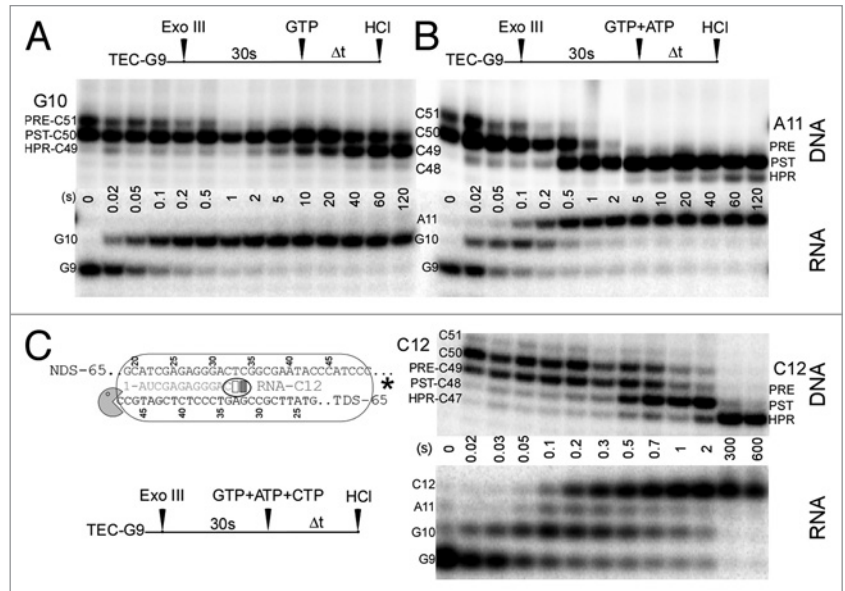 A
Exo III GTP HCl
TEC-G9 30s Δt
G10
PRE-C51
PST-C50
HPR-C49
(s) 0 0.02 0.05 0.1 0.2 0.5 1 2 5 10 20 40 60 120
G10
G9
B
Exo III GTP+ATP HCl
TEC-G9 30s Δt
C51
C50
C49
C48
A11
PRE
PST
HPR
DNA
0 0.02 0.05 0.1 0.2 0.5 1 2 5 10 20 40 60 120
A11
G10
G9
RNA
C
20 25 30 35 40 45
NDS-65..GCATCGAGAGGGACTCGGCGAATACCCATCCC...
1-AUCGAGAGGGA RNA-C12 *
CCGTAGCTCTCCCTGAGCCGCTTATG..TDS-65
45 40 35 30 25
Exo III GTP+ATP+CTP HCl
TEC-G9 30s Δt
C51
C12 C50
PRE-C49
PST-C48
HPR-C47
C12
PRE
PST
HPR
DNA
(s) 0 0.02 0.03 0.05 0.1 0.2 0.3 0.5 0.7 1 2 300 600
C12
A11
G10
G9
RNA